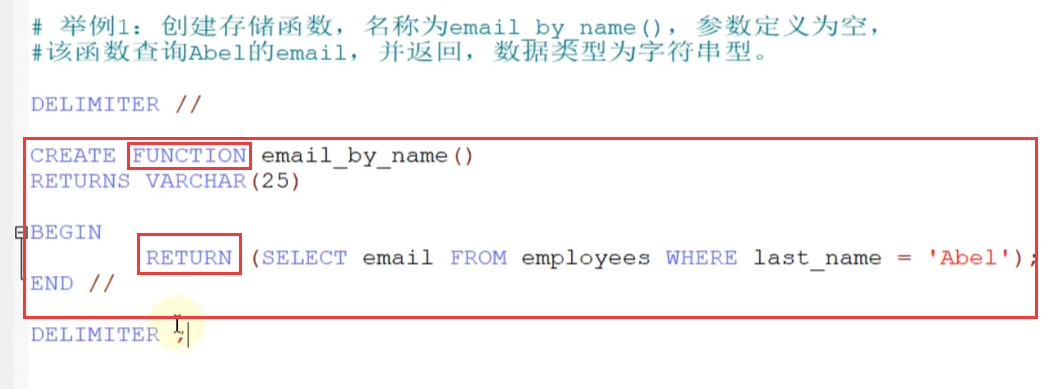 # 举例1：创建存储函数，名称为email_by_name()，参数定义为空，
#该函数查询Abel的email，并返回，数据类型为字符串型。
DELIMITER //
CREATE FUNCTION email_by_name()
RETURNS VARCHAR(25)
BEGIN
RETURN (SELECT email FROM employees WHERE last_name = 'Abel');
END //
DELIMITER ;